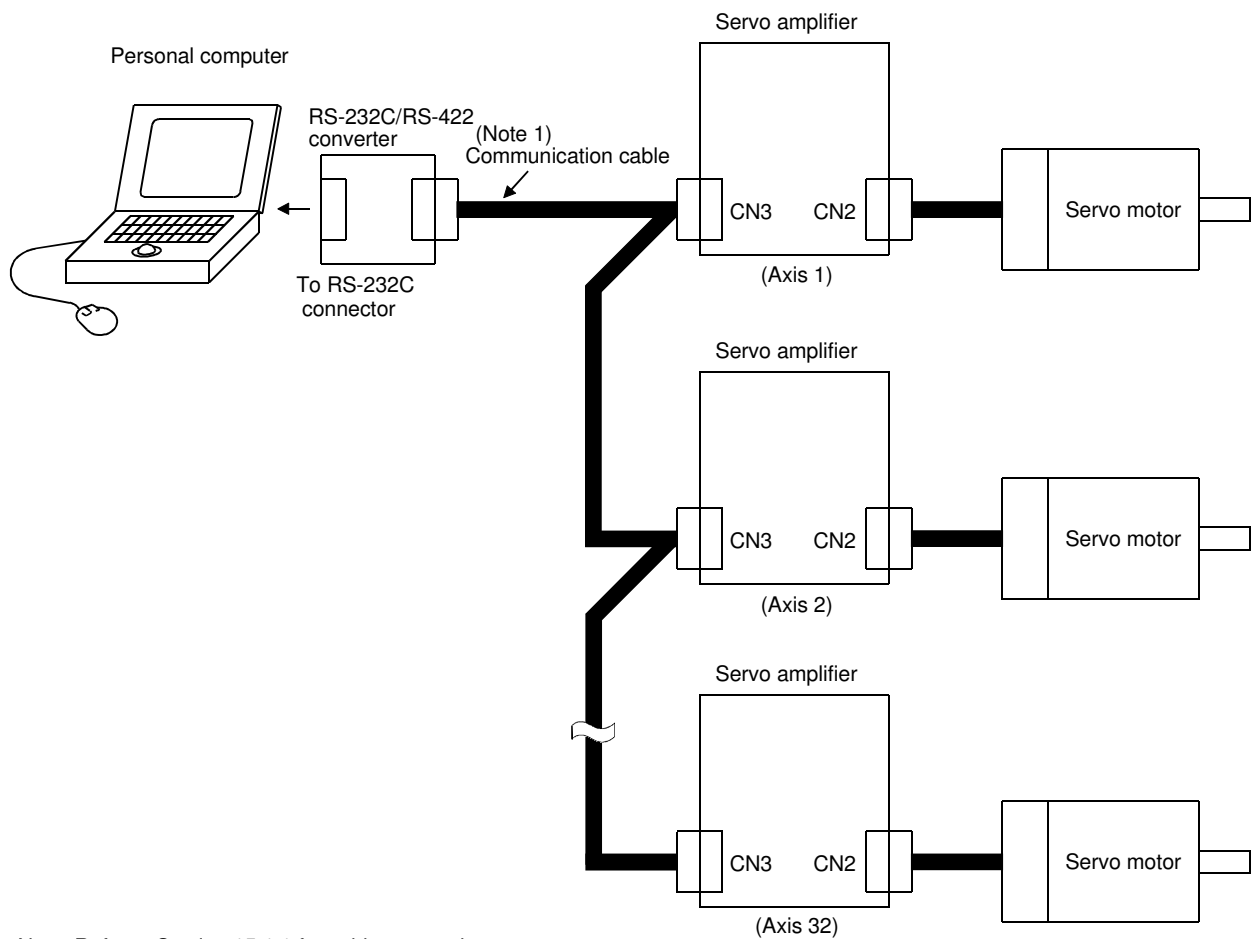 Servo amplifier
Personal computer
RS-232C/RS-422
converter
(Note 1)
Communication cable
CN3
CN2
Servo motor
To RS-232C
connector
(Axis 1)
Servo amplifier
CN3
CN2
Servo motor
(Axis 2)
Servo amplifier
CN3
CN2
Servo motor
(Axis 32)